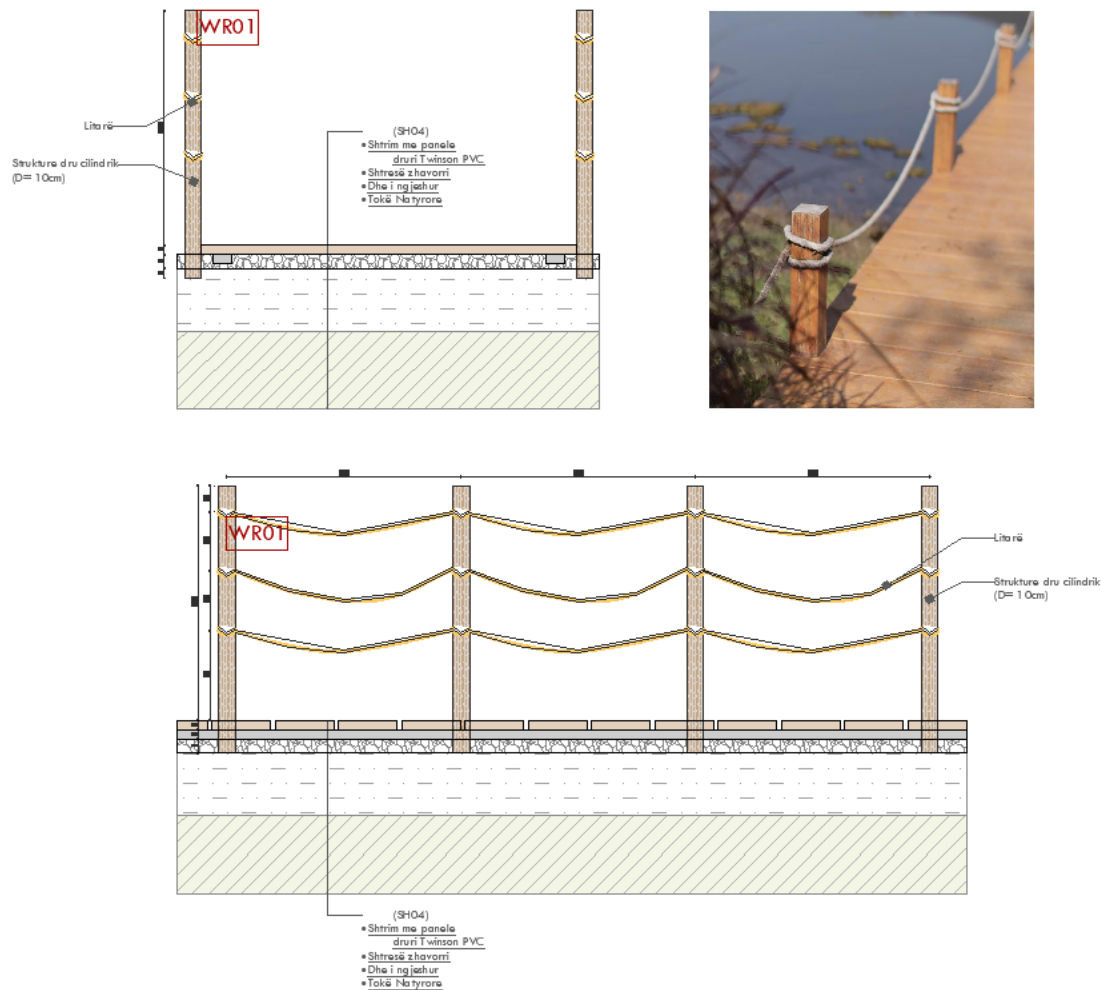 WR01
Litarë
Strukture dru cilindrik
(D= 10cm)
(SH04)
•Shtrim me panele
druri Twinson PVC
•Shtresë zhavorri
•Dhe i ngjeshur
•Tokë Natyrore
WR01
Litarë
Strukture dru cilindrik
(D= 10cm)
(SH04)
•Shtrim me panele
druri Twinson PVC
•Shtresë zhavorri
•Dhe i ngjeshur
•Tokë Natyrore